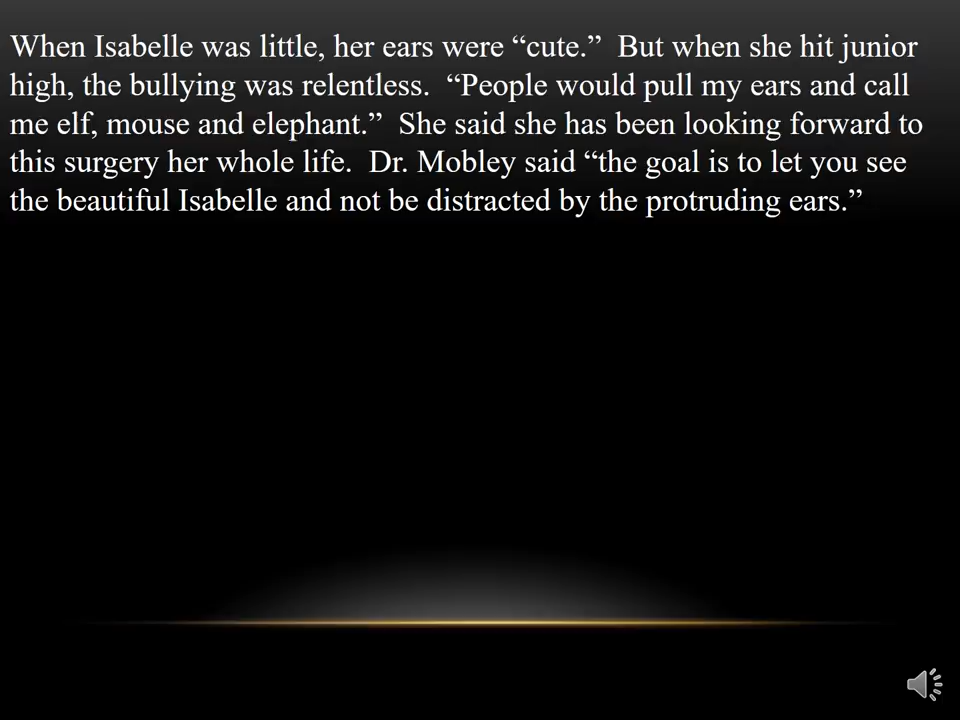 When Isabelle was little, her ears were “cute.”  But when she hit junior
high, the bullying was relentless.  “People would pull my ears and call
me elf, mouse and elephant.”  She said she has been looking forward to
this surgery her whole life.  Dr. Mobley said “the goal is to let you see
the beautiful Isabelle and not be distracted by the protruding ears.”